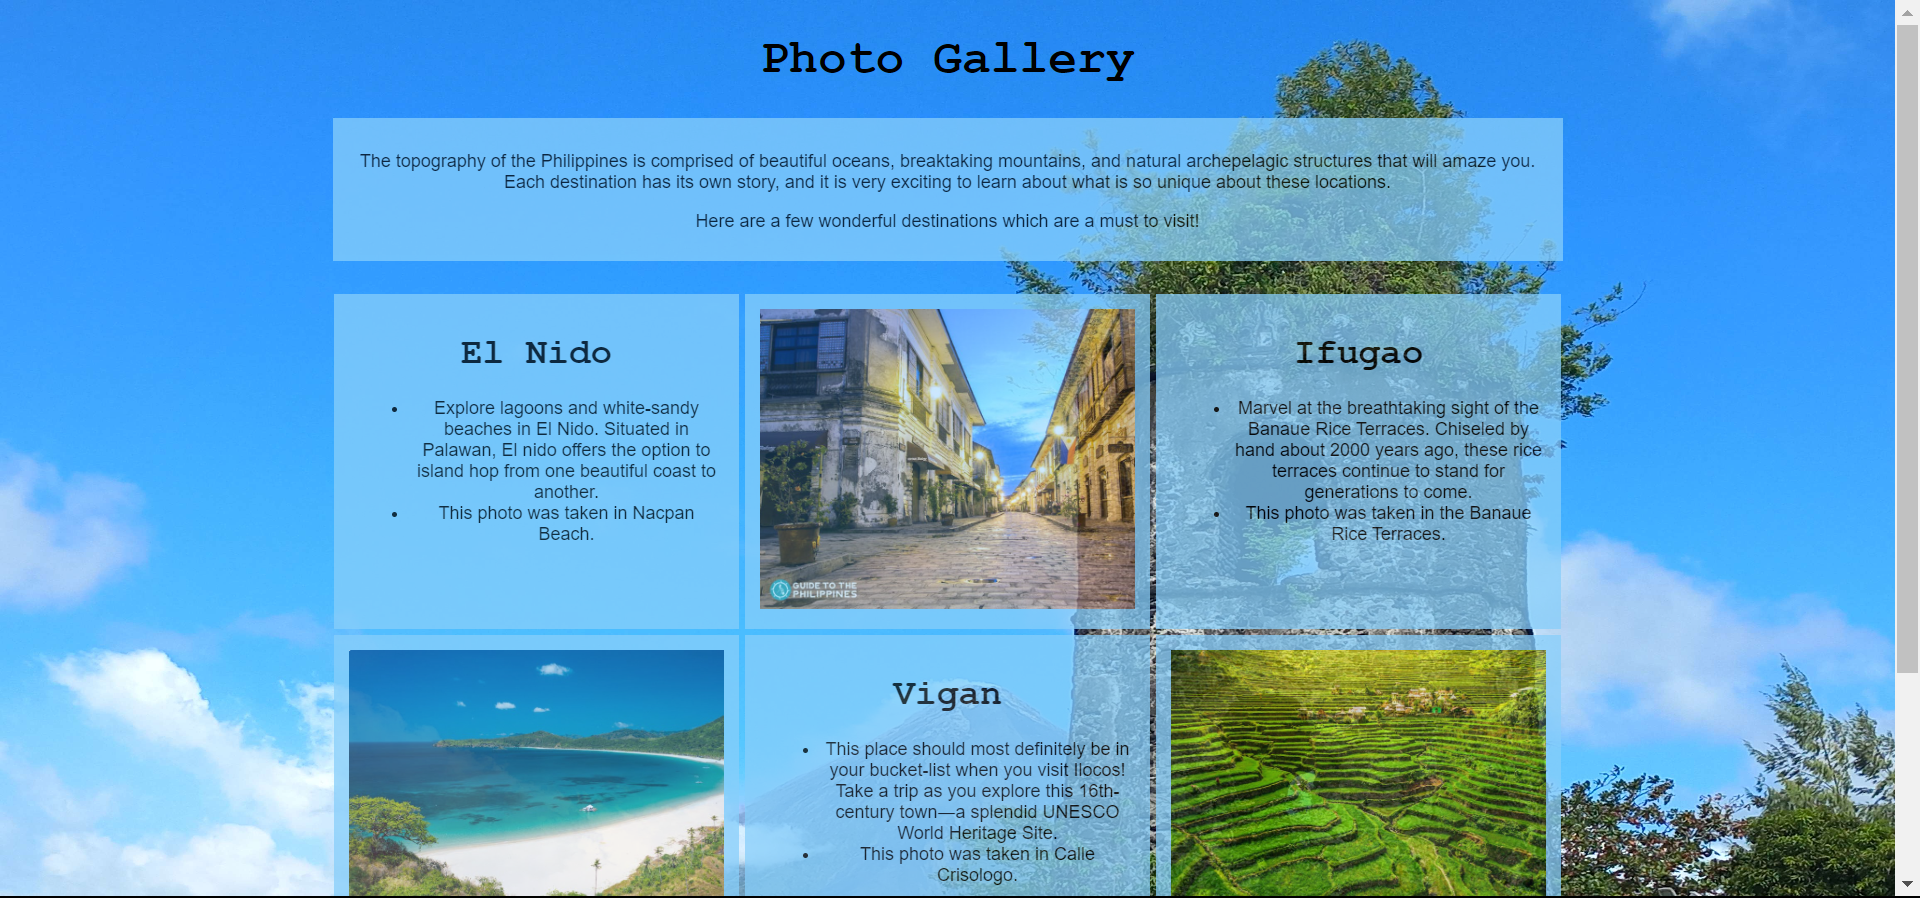 Photo Gallery
The topography of the Philippines is comprised of beautiful oceans, breaktaking mountains, and natural archepelagic structures that will amaze you.
Each destination has its own story, and it is very exciting to learn about what is so unique about these locations.
Here are a few wonderful destinations which are a must to visit!
El Nido
• Explore lagoons and white-sandy
beaches in El Nido. Situated in
Palawan, El nido offers the option to
island hop from one beautiful coast to
another.
• This photo was taken in Nacpan
Beach.
GUIDE TO THE
PHILIPPINES
Ifugao
• Marvel at the breathtaking sight of the
Banaue Rice Terraces. Chiseled by
hand about 2000 years ago, these rice
terraces continue to stand for
generations to come.
• This photo was taken in the Banaue
Rice Terraces.
Vigan
• This place should most definitely be in
your bucket-list when you visit Ilocos!
Take a trip as you explore this 16th-
century town—a splendid UNESCO
World Heritage Site.
• This photo was taken in Calle
Crisologo.